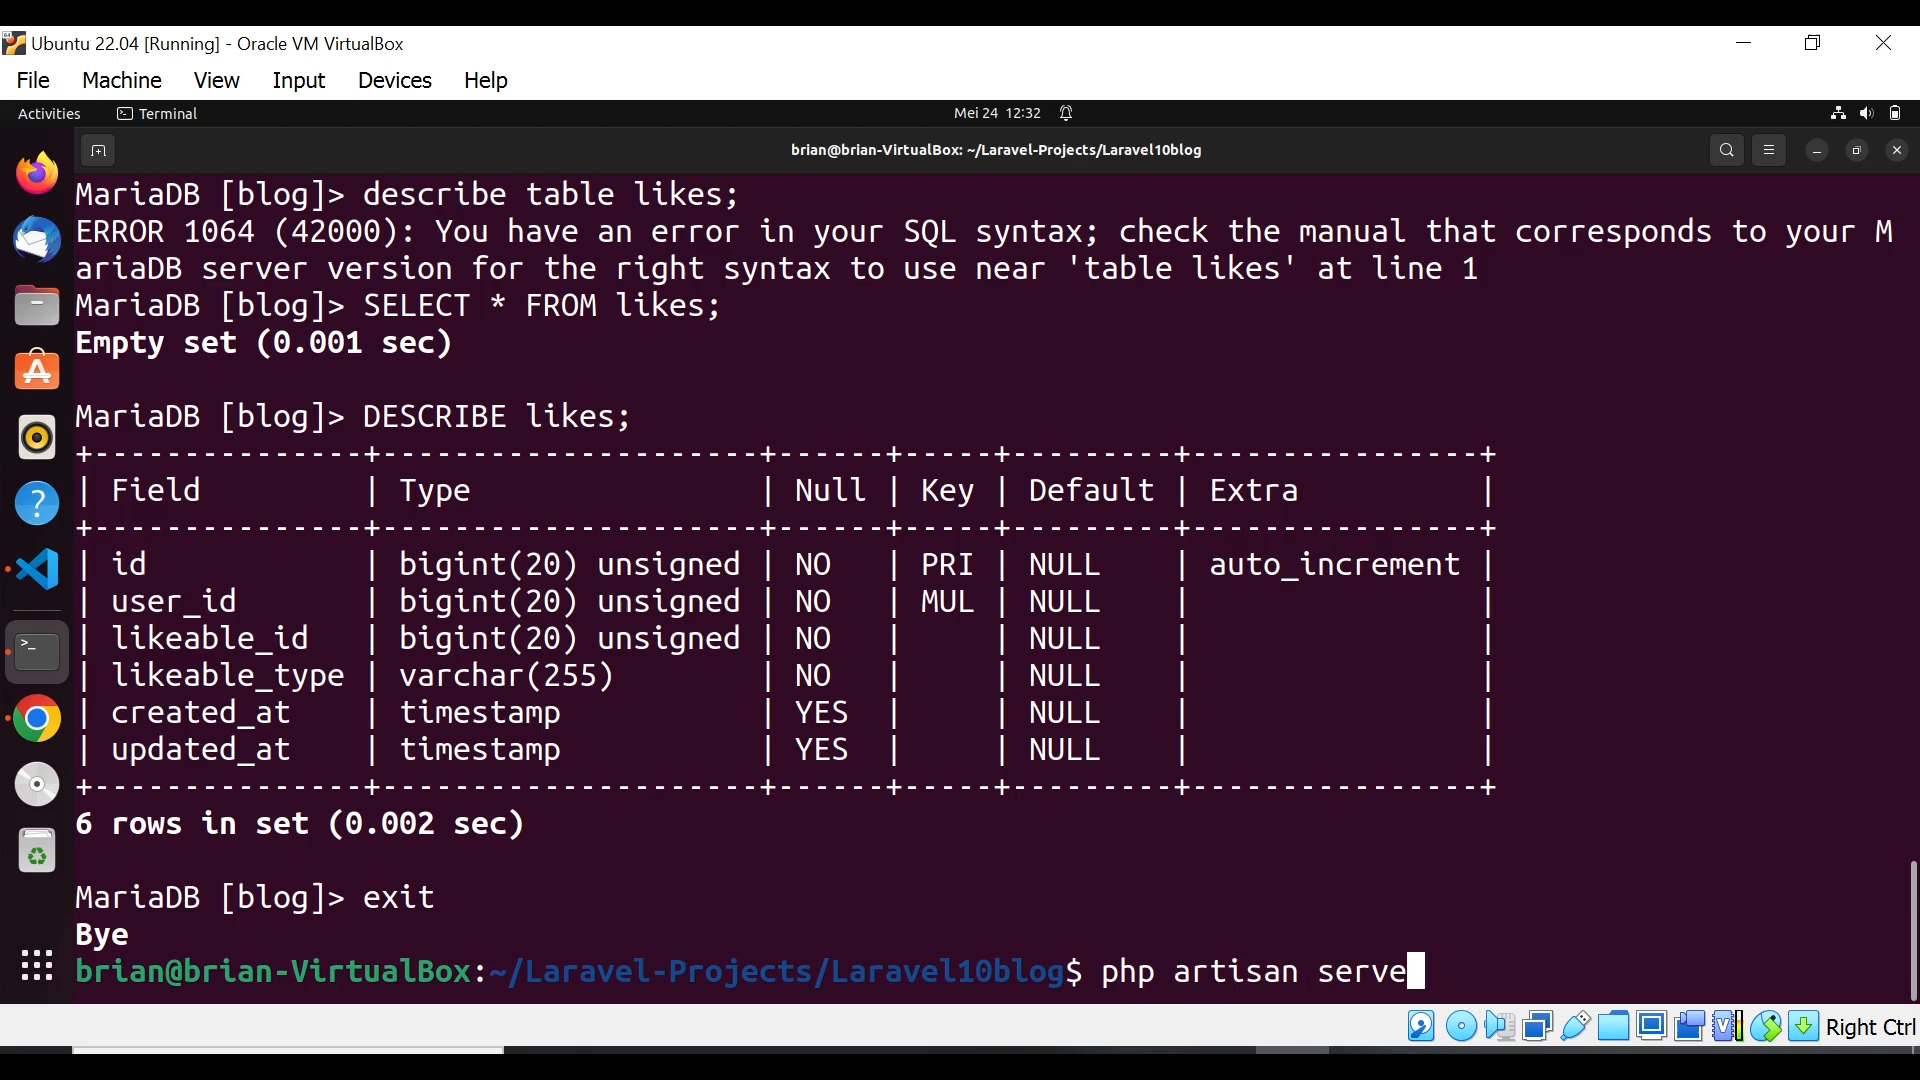 Ubuntu 22.04 [Running] - Oracle VM VirtualBox
File Machine View Input Devices Help
Activities Terminal Mei 24 12:32
brian@brian-VirtualBox: ~/Laravel-Projects/Laravel10blog
MariaDB [blog]> describe table likes;
ERROR 1064 (42000): You have an error in your SQL syntax; check the manual that corresponds to your M
ariaDB server version for the right syntax to use near 'table likes' at line 1
MariaDB [blog]> SELECT * FROM likes;
Empty set (0.001 sec)
MariaDB [blog]> DESCRIBE likes;
+---------------+---------------------+------+-----+---------+----------------+
| Field         | Type                | Null | Key | Default | Extra          |
+---------------+---------------------+------+-----+---------+----------------+
| id            | bigint(20) unsigned | NO   | PRI | NULL    | auto_increment |
| user_id       | bigint(20) unsigned | NO   | MUL | NULL    |                |
| likeable_id   | bigint(20) unsigned | NO   |     | NULL    |                |
| likeable_type | varchar(255)        | NO   |     | NULL    |                |
| created_at    | timestamp           | YES  |     | NULL    |                |
| updated_at    | timestamp           | YES  |     | NULL    |                |
+---------------+---------------------+------+-----+---------+----------------+
6 rows in set (0.002 sec)
MariaDB [blog]> exit
Bye
brian@brian-VirtualBox:~/Laravel-Projects/Laravel10blog$ php artisan serve
Right Ctrl